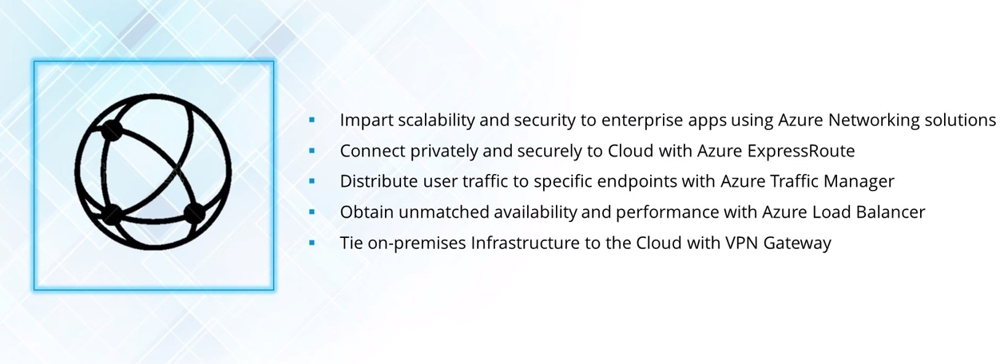 ▪ Impart scalability and security to enterprise apps using Azure Networking solutions
▪ Connect privately and securely to Cloud with Azure ExpressRoute
▪ Distribute user traffic to specific endpoints with Azure Traffic Manager
▪ Obtain unmatched availability and performance with Azure Load Balancer
▪ Tie on-premises Infrastructure to the Cloud with VPN Gateway